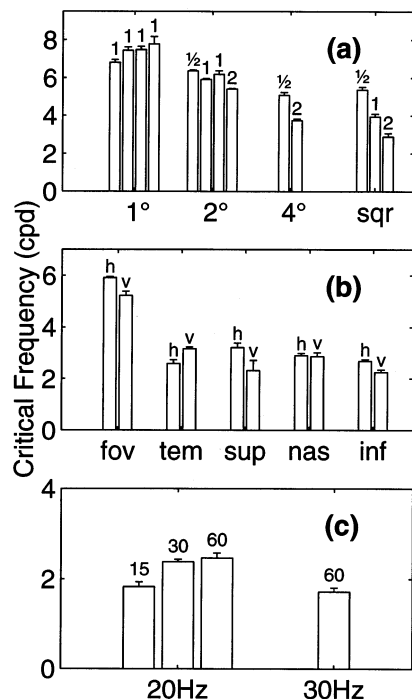 Critical Frequency (cpd)
(a)
8
6
4
2
0
1 1 1 1
½ 1 1 2
½ 2
½ 1 2
1° 2° 4° sqr
(b)
6
4
2
0
h v
h v
h v
h v
h v
fov tem sup nas inf
(c)
4
2
0
15 30 60
60
20Hz 30Hz